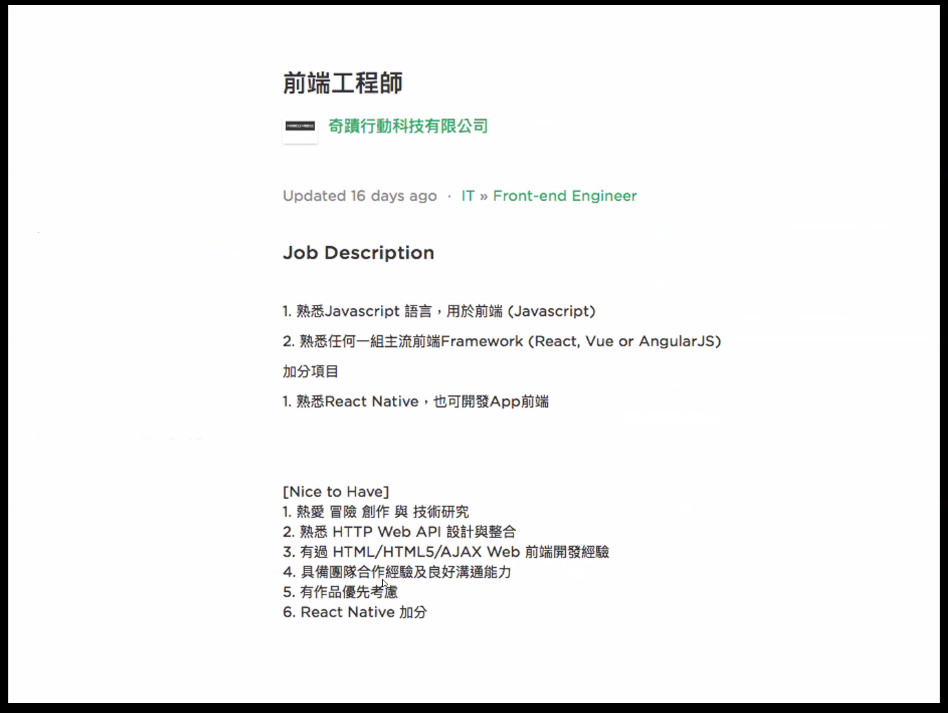 前端工程師
奇蹟行動科技有限公司
Updated 16 days ago · IT » Front-end Engineer
Job Description
1. 熟悉Javascript 語言，用於前端 (Javascript)
2. 熟悉任何一組主流前端Framework (React, Vue or AngularJS)
加分項目
1. 熟悉React Native，也可開發App前端
[Nice to Have]
1. 熱愛 冒險 創作 與 技術研究
2. 熟悉 HTTP Web API 設計與整合
3. 有過 HTML/HTML5/AJAX Web 前端開發經驗
4. 具備團隊合作經驗及良好溝通能力
5. 有作品優先考慮
6. React Native 加分